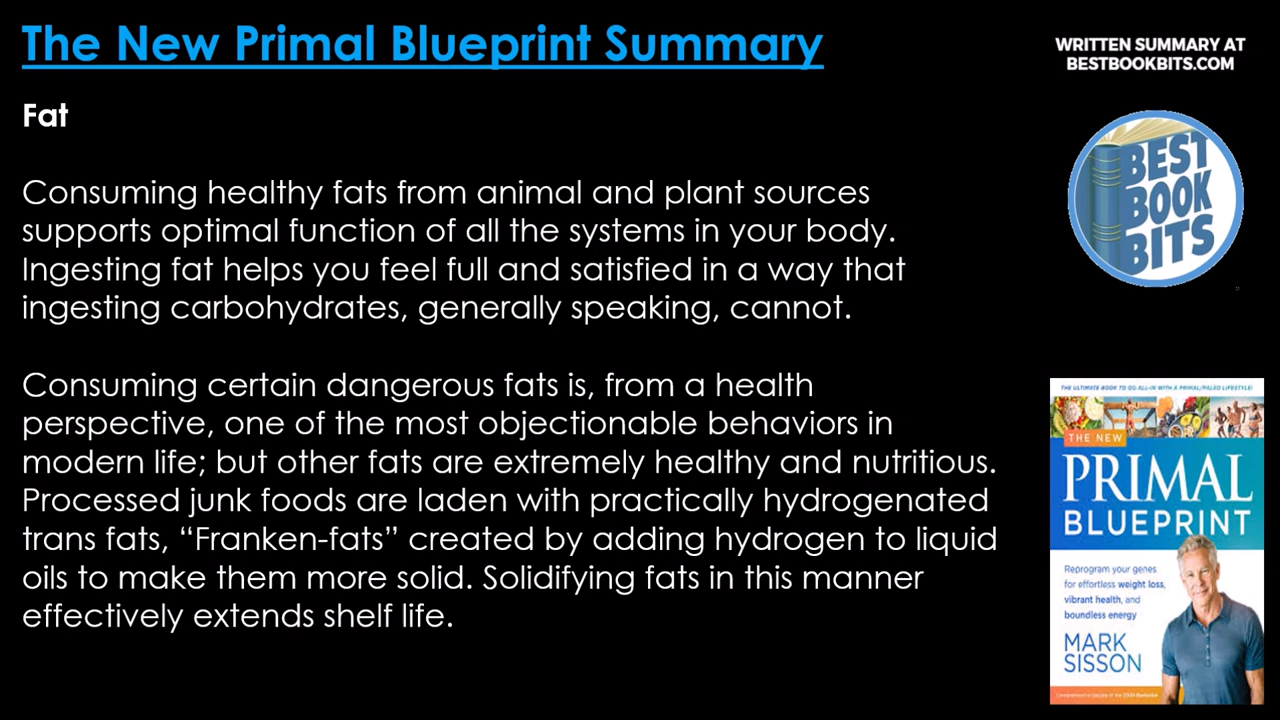 The New Primal Blueprint Summary
WRITTEN SUMMARY AT
BESTBOOKBITS.COM
Fat
Consuming healthy fats from animal and plant sources
supports optimal function of all the systems in your body.
Ingesting fat helps you feel full and satisfied in a way that
ingesting carbohydrates, generally speaking, cannot.
Consuming certain dangerous fats is, from a health
perspective, one of the most objectionable behaviors in
modern life; but other fats are extremely healthy and nutritious.
Processed junk foods are laden with practically hydrogenated
trans fats, “Franken-fats” created by adding hydrogen to liquid
oils to make them more solid. Solidifying fats in this manner
effectively extends shelf life.
BEST
BOOK
BITS
THE ULTIMATE BOOK TO GO ALL-IN WITH A PRIMAL/PALEO LIFESTYLE!
THE NEW
PRIMAL
BLUEPRINT
Reprogram your genes
for effortless weight loss,
vibrant health, and
boundless energy
MARK
SISSON